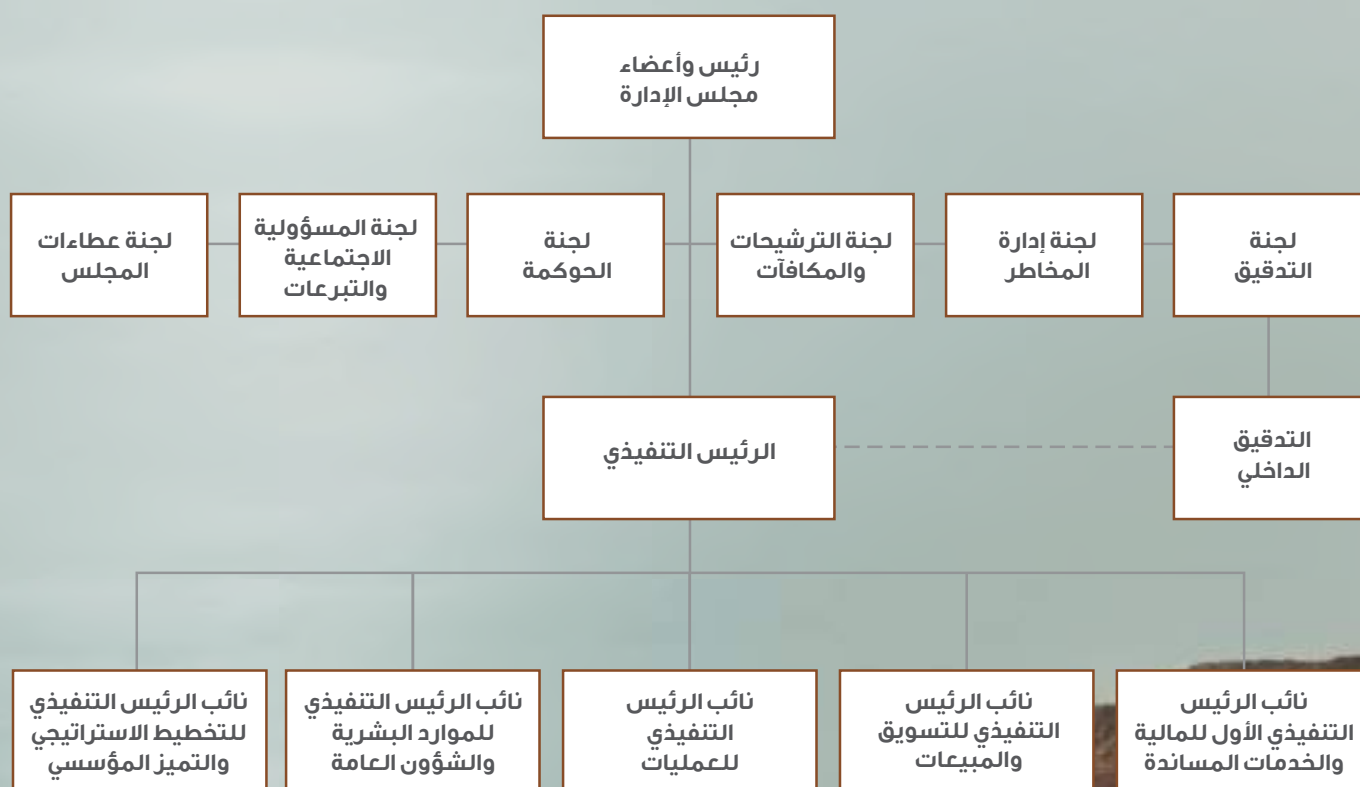 رئيس وأعضاء
مجلس الإدارة
لجنة
التدقيق
لجنة إدارة
المخاطر
لجنة الترشيحات
والمكافآت
لجنة
الحوكمة
لجنة المسؤولية
الاجتماعية
والتبرعات
لجنة عطاءات
المجلس
الرئيس التنفيذي
التدقيق
الداخلي
نائب الرئيس
التنفيذي الأول للمالية
والخدمات المساندة
نائب الرئيس
التنفيذي للتسويق
والمبيعات
نائب الرئيس
التنفيذي
للعمليات
نائب الرئيس التنفيذي
للموارد البشرية
والشؤون العامة
نائب الرئيس التنفيذي
للتخطيط الاستراتيجي
والتميز المؤسسي